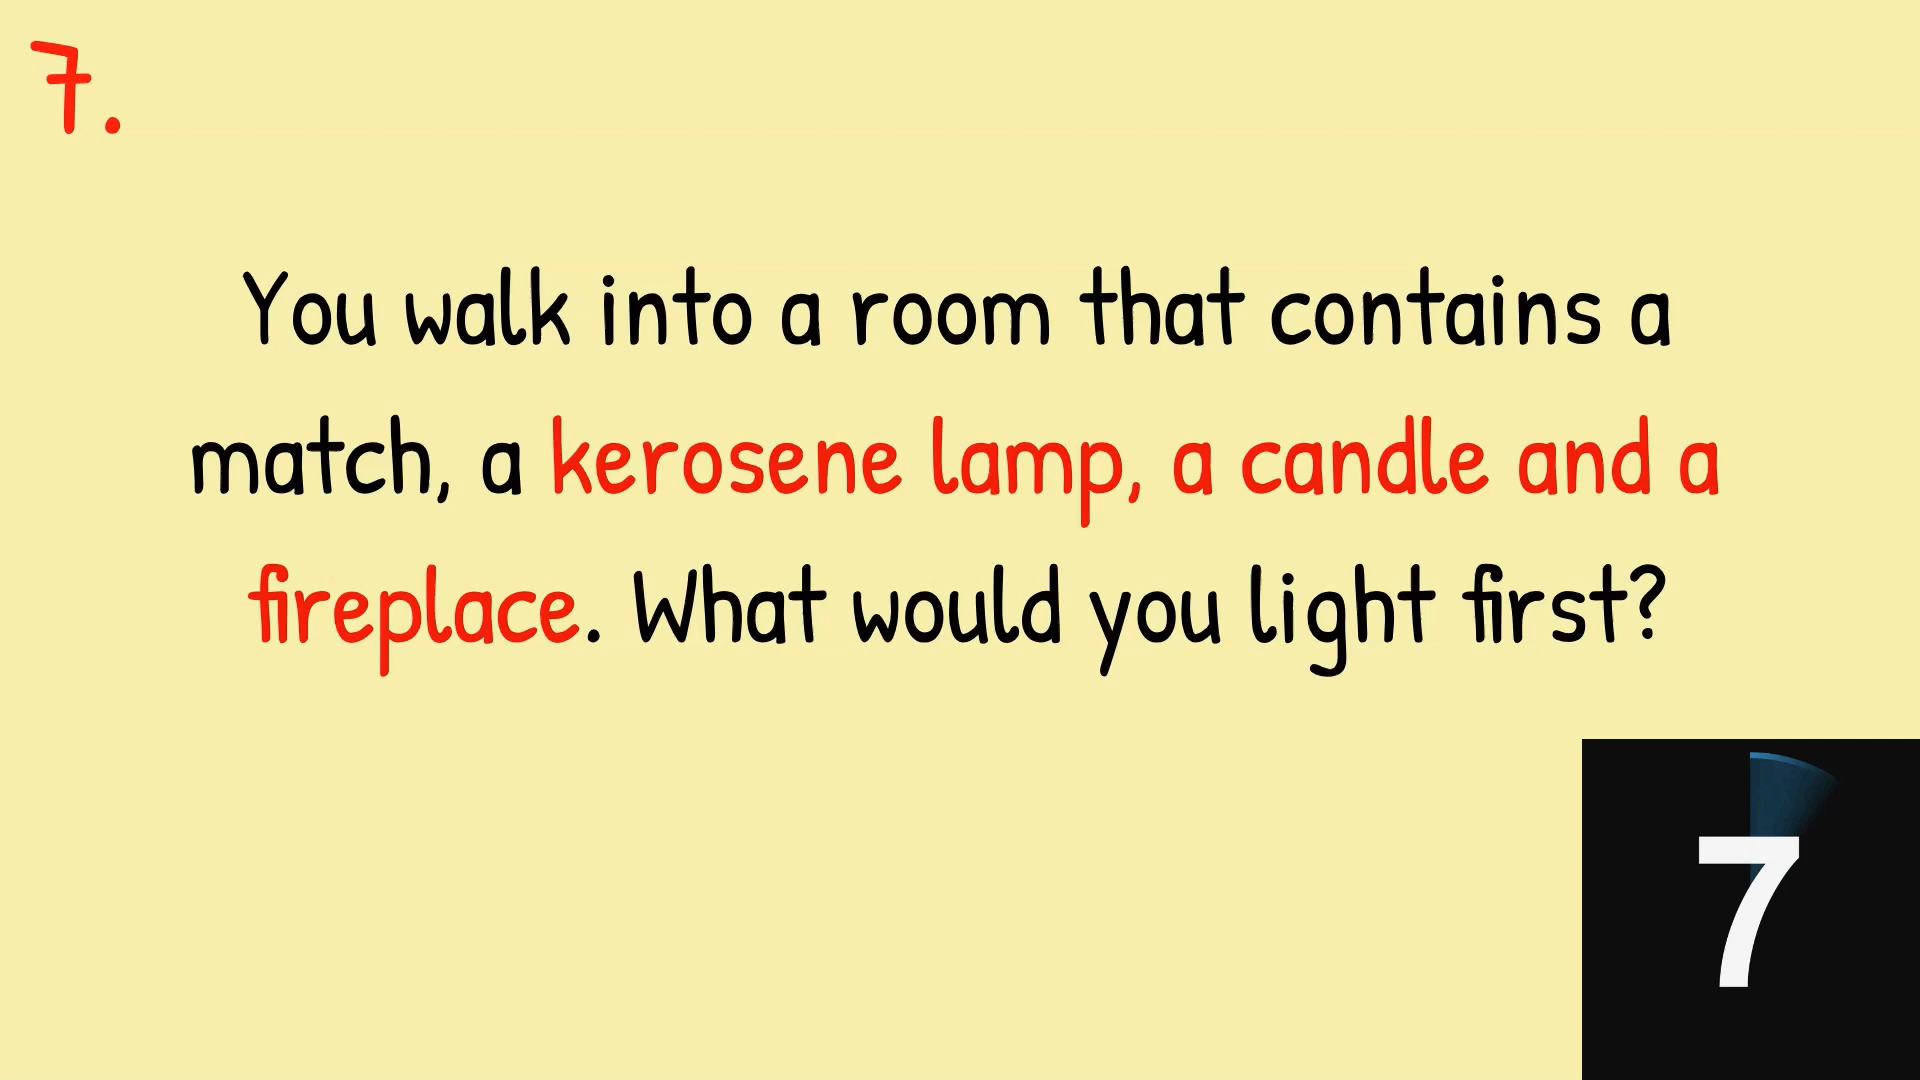 7.
You walk into a room that contains a
match, a kerosene lamp, a candle and a
fireplace. What would you light first?
7